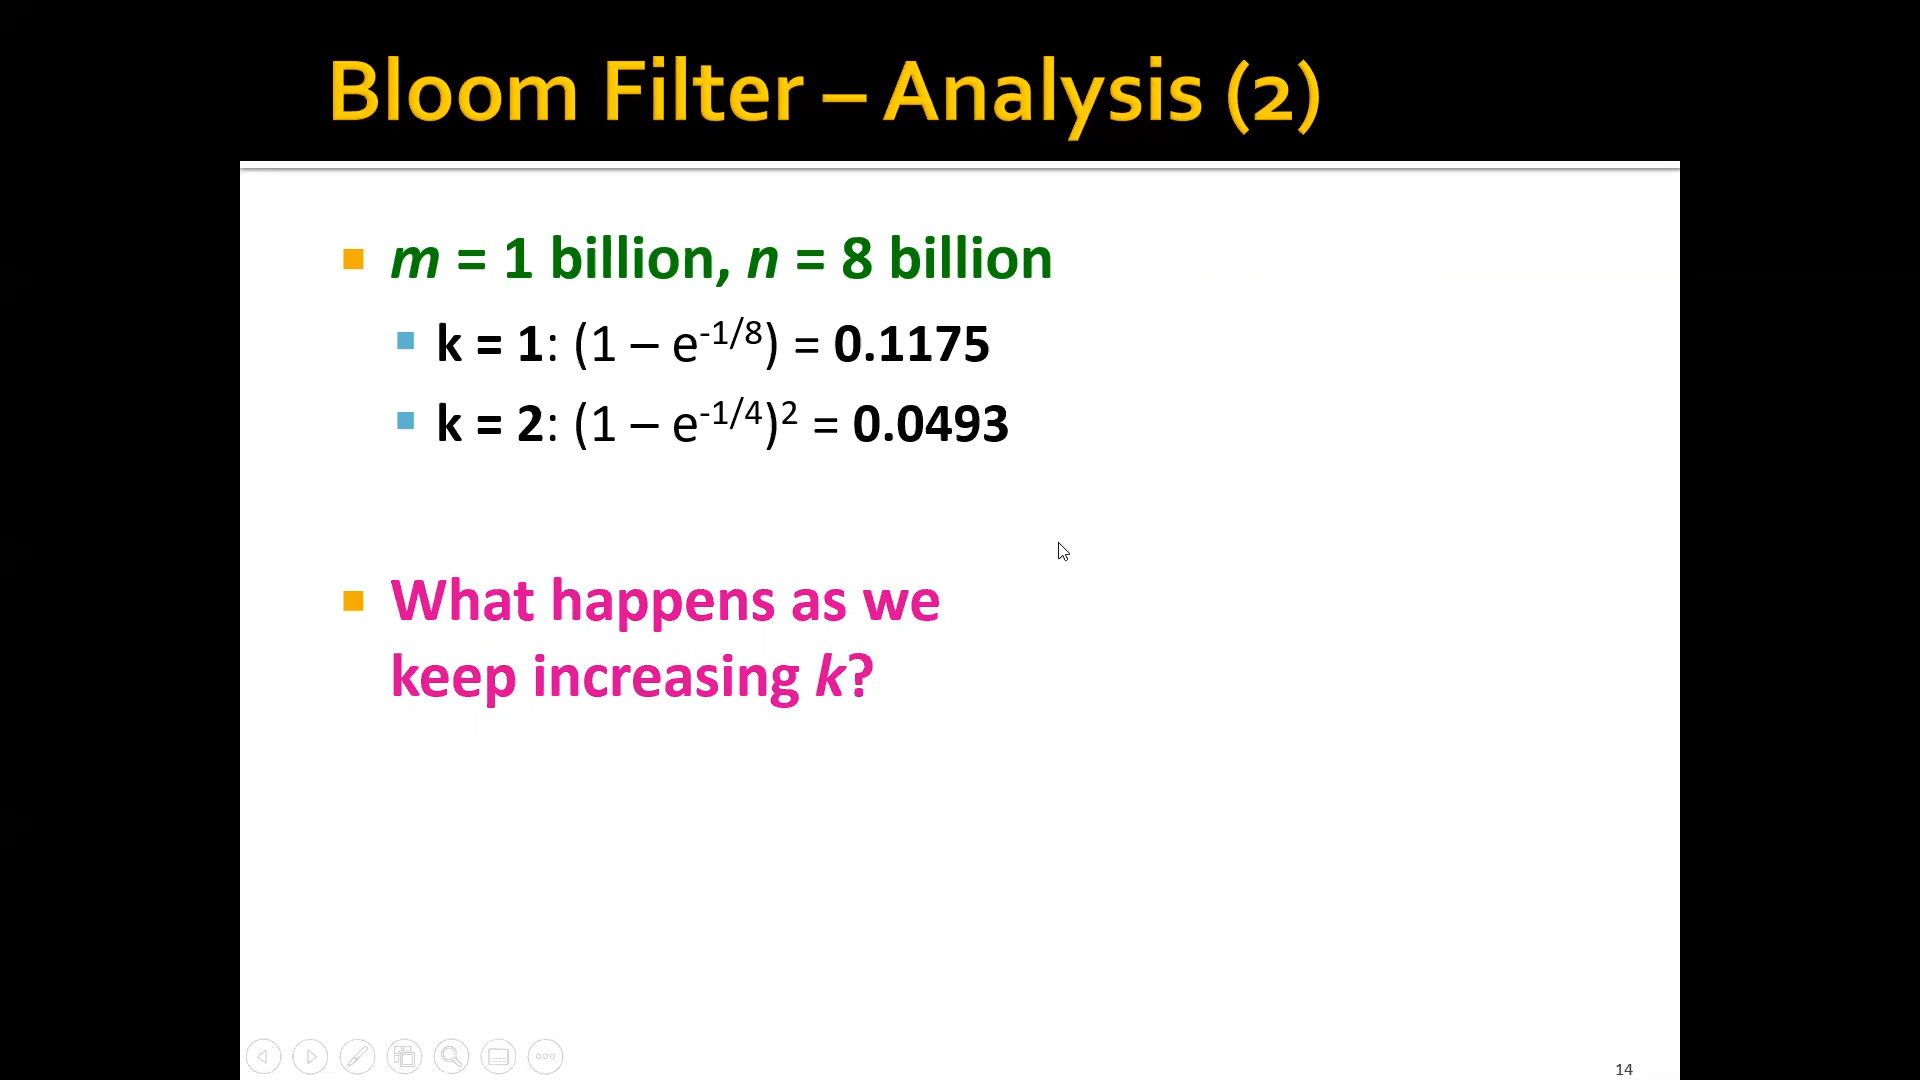 Bloom Filter – Analysis (2)
m = 1 billion, n = 8 billion
k = 1: (1 – e^-1/8) = 0.1175
k = 2: (1 – e^-1/4)^2 = 0.0493
What happens as we
keep increasing k?
14